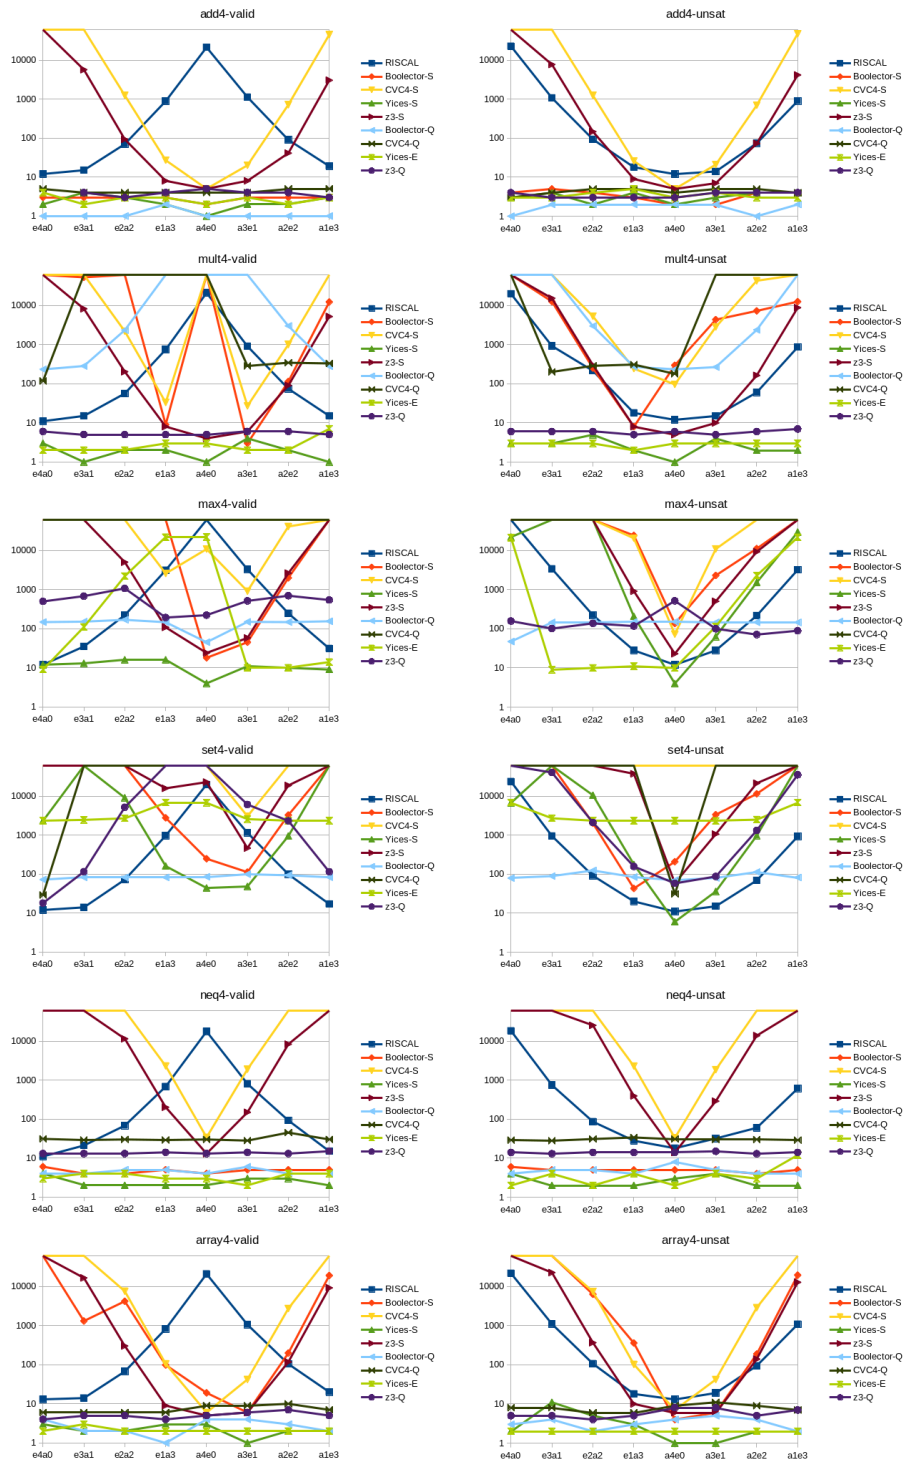 add4-valid
10000
1000
100
10
1
e4a0 e3a1 e2a2 e1a3 a4e0 a3e1 a2e2 a1e3
RISCAL
Boolector-S
CVC4-S
Yices-S
z3-S
Boolector-Q
CVC4-Q
Yices-E
z3-Q
add4-unsat
10000
1000
100
10
1
e4a0 e3a1 e2a2 e1a3 a4e0 a3e1 a2e2 a1e3
RISCAL
Boolector-S
CVC4-S
Yices-S
z3-S
Boolector-Q
CVC4-Q
Yices-E
z3-Q
mult4-valid
10000
1000
100
10
1
e4a0 e3a1 e2a2 e1a3 a4e0 a3e1 a2e2 a1e3
RISCAL
Boolector-S
CVC4-S
Yices-S
z3-S
Boolector-Q
CVC4-Q
Yices-E
z3-Q
mult4-unsat
10000
1000
100
10
1
e4a0 e3a1 e2a2 e1a3 a4e0 a3e1 a2e2 a1e3
RISCAL
Boolector-S
CVC4-S
Yices-S
z3-S
Boolector-Q
CVC4-Q
Yices-E
z3-Q
max4-valid
10000
1000
100
10
1
e4a0 e3a1 e2a2 e1a3 a4e0 a3e1 a2e2 a1e3
RISCAL
Boolector-S
CVC4-S
Yices-S
z3-S
Boolector-Q
CVC4-Q
Yices-E
z3-Q
max4-unsat
10000
1000
100
10
1
e4a0 e3a1 e2a2 e1a3 a4e0 a3e1 a2e2 a1e3
RISCAL
Boolector-S
CVC4-S
Yices-S
z3-S
Boolector-Q
CVC4-Q
Yices-E
z3-Q
set4-valid
10000
1000
100
10
1
e4a0 e3a1 e2a2 e1a3 a4e0 a3e1 a2e2 a1e3
RISCAL
Boolector-S
CVC4-S
Yices-S
z3-S
Boolector-Q
CVC4-Q
Yices-E
z3-Q
set4-unsat
10000
1000
100
10
1
e4a0 e3a1 e2a2 e1a3 a4e0 a3e1 a2e2 a1e3
RISCAL
Boolector-S
CVC4-S
Yices-S
z3-S
Boolector-Q
CVC4-Q
Yices-E
z3-Q
neq4-valid
10000
1000
100
10
1
e4a0 e3a1 e2a2 e1a3 a4e0 a3e1 a2e2 a1e3
RISCAL
Boolector-S
CVC4-S
Yices-S
z3-S
Boolector-Q
CVC4-Q
Yices-E
z3-Q
neq4-unsat
10000
1000
100
10
1
e4a0 e3a1 e2a2 e1a3 a4e0 a3e1 a2e2 a1e3
RISCAL
Boolector-S
CVC4-S
Yices-S
z3-S
Boolector-Q
CVC4-Q
Yices-E
z3-Q
array4-valid
10000
1000
100
10
1
e4a0 e3a1 e2a2 e1a3 a4e0 a3e1 a2e2 a1e3
RISCAL
Boolector-S
CVC4-S
Yices-S
z3-S
Boolector-Q
CVC4-Q
Yices-E
z3-Q
array4-unsat
10000
1000
100
10
1
e4a0 e3a1 e2a2 e1a3 a4e0 a3e1 a2e2 a1e3
RISCAL
Boolector-S
CVC4-S
Yices-S
z3-S
Boolector-Q
CVC4-Q
Yices-E
z3-Q